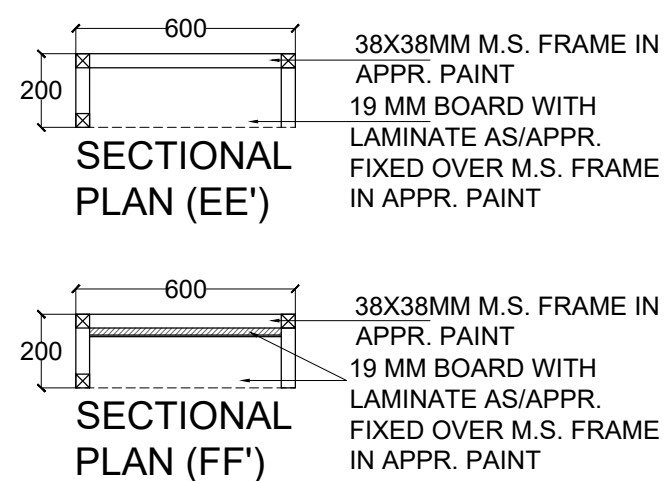 600
200
38X38MM M.S. FRAME IN
APPR. PAINT
19 MM BOARD WITH
LAMINATE AS/APPR.
FIXED OVER M.S. FRAME
IN APPR. PAINT
SECTIONAL
PLAN (EE')
600
200
38X38MM M.S. FRAME IN
APPR. PAINT
19 MM BOARD WITH
LAMINATE AS/APPR.
FIXED OVER M.S. FRAME
IN APPR. PAINT
SECTIONAL
PLAN (FF')